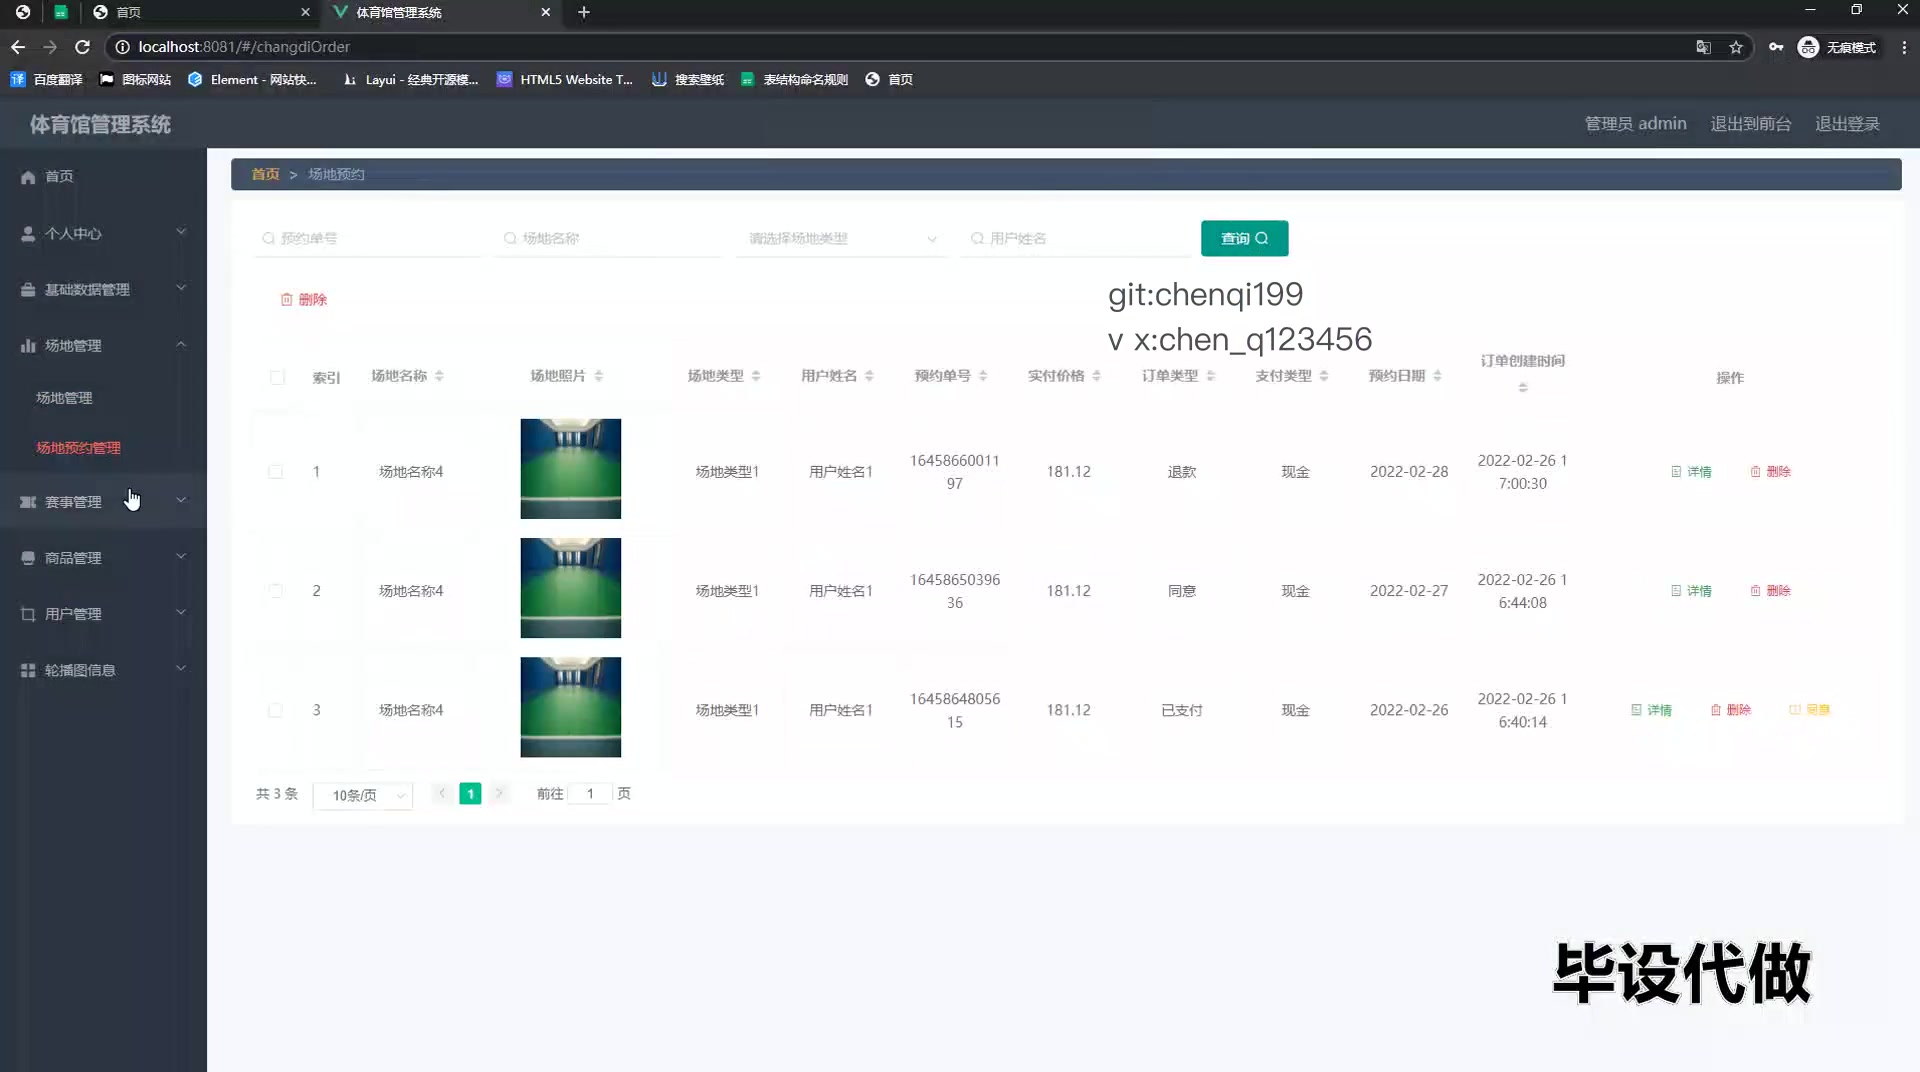 首页
体育馆管理系统
localhost:8081/#/changdiOrder
无痕模式
百度翻译
图标网站
Element - 网站快...
Layui - 经典开源模...
HTML5 Website T...
搜索壁纸
表结构命名规则
首页
体育馆管理系统
管理员 admin
退出到前台
退出登录
首页
个人中心
基础数据管理
场地管理
场地管理
场地预约管理
赛事管理
商品管理
用户管理
轮播图信息
首页 > 场地预约
预约单号
场地名称
请选择场地类型
用户姓名
查询
删除
git:chenqi199
v x:chen_q123456
索引 场地名称 场地照片 场地类型 用户姓名 预约单号 实付价格 订单类型 支付类型 预约日期 订单创建时间 操作
1 场地名称4 场地类型1 用户姓名1 16458660011 181.12 退款 现金 2022-02-28 2022-02-26 1 详情 删除
97 7:00:30
2 场地名称4 场地类型1 用户姓名1 16458650396 181.12 同意 现金 2022-02-27 2022-02-26 1 详情 删除
36 6:44:08
3 场地名称4 场地类型1 用户姓名1 16458648056 181.12 已支付 现金 2022-02-26 2022-02-26 1 详情 删除 同意
15 6:40:14
共 3 条 10条/页 1 前往 1 页
毕设代做